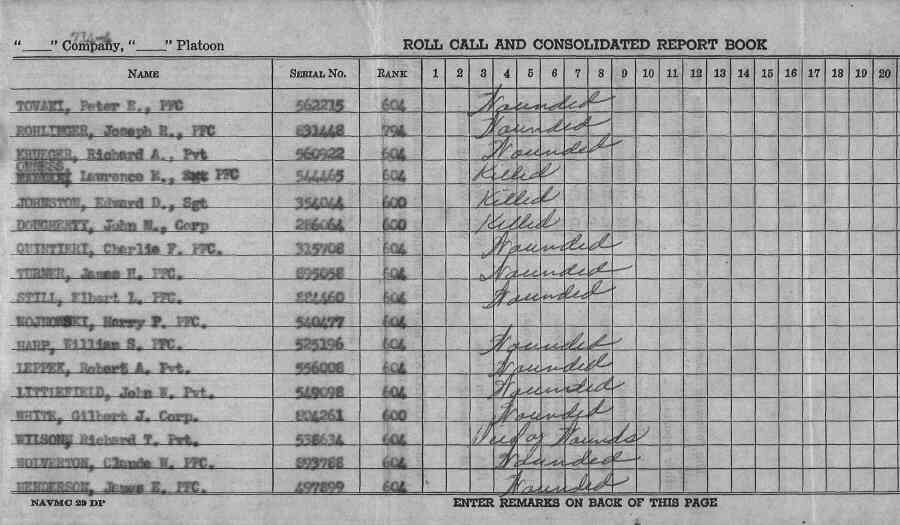 "____" Company, "____" Platoon ROLL CALL AND CONSOLIDATED REPORT BOOK
NAME SERIAL NO. RANK 1 2 3 4 5 6 7 8 9 10 11 12 13 14 15 16 17 18 19 20
TOVAKI, Peter E., PFC 562215 604 Wounded
ROHLINGER, Joseph R., PFC 831448 794 Wounded
KRUEGER, Richard A., Pvt 560922 604 Wounded
Lawrence E., Sgt PFC 544465 604 Killed
JOHNSTON, Edward D., Sgt 354044 600 Killed
DOUGHERTY, John M., Corp 286064 600 Killed
QUINTIERI, Charlie F. PFC. 315708 604 Wounded
TURNER, James H. PFC. 895058 604 Wounded
STILL, Elbert L. PFC. 604 Wounded
WOJNOWSKI, Harry P. PFC. 540477 604
HARP, William S. PFC. 525196 604 Wounded
LEPPEK, Robert A. Pvt. 556008 604 Wounded
LITTLEFIELD, John W. Pvt. 549098 604 Wounded
WHITE, Gilbert J. Corp. 804261 600 Wounded
WILSON, Richard T. Pvt. 538634 604 Died of Wounds
WOLVERTON, Claude W. PFC. 893788 604 Wounded
HENDERSON, James E. PFC. 497899 604 Wounded
NAVMC 29 DP ENTER REMARKS ON BACK OF THIS PAGE